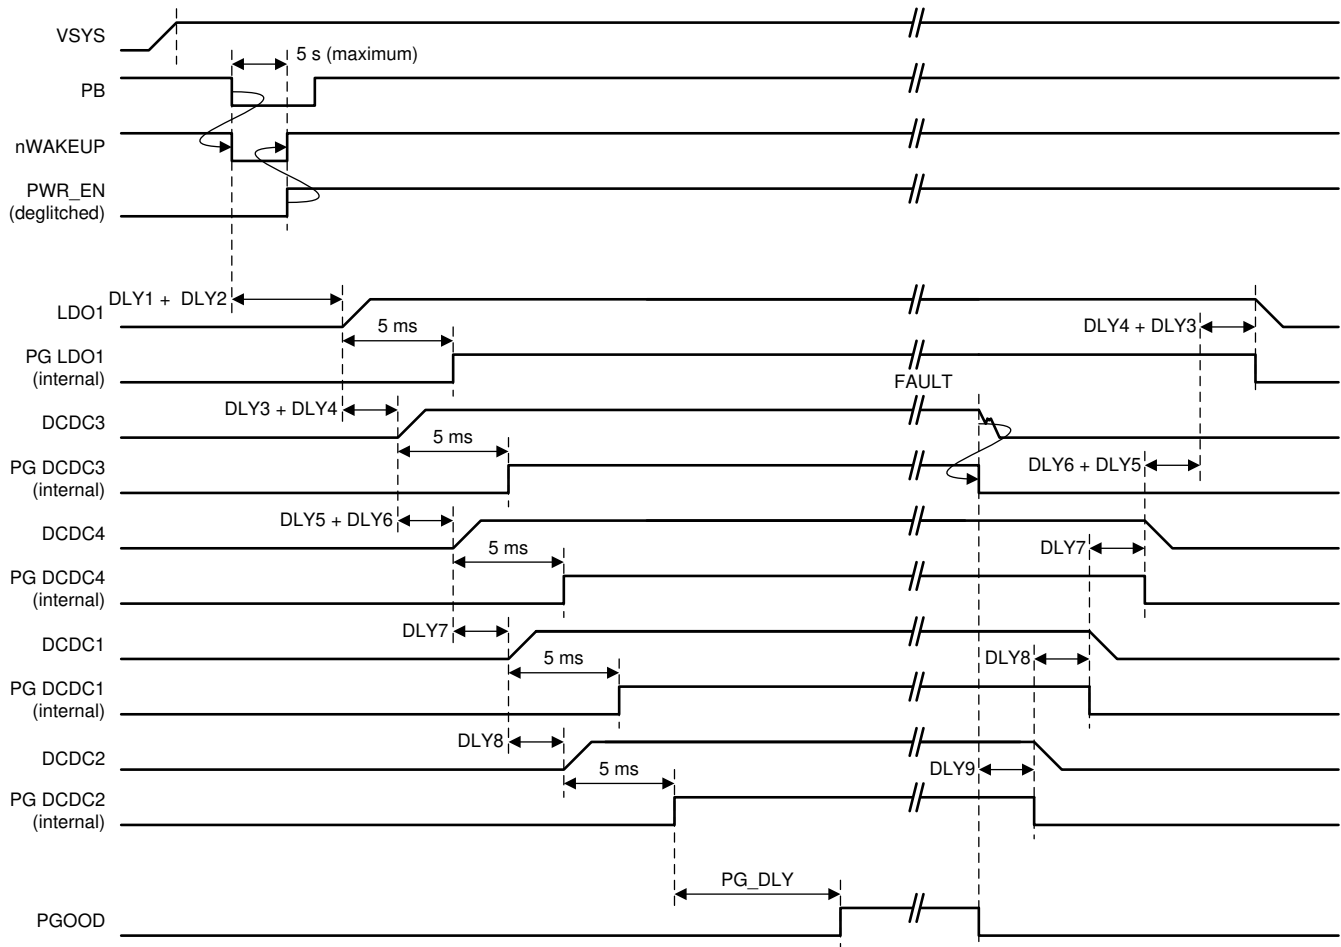 VSYS
5 s (maximum)
PB
nWAKEUP
PWR_EN
(deglitched)
DLY1 + DLY2
LDO1
5 ms
DLY4 + DLY3
PG LDO1
(internal)
FAULT
DLY3 + DLY4
DCDC3
5 ms
PG DCDC3
(internal)
DLY6 + DLY5
DLY5 + DLY6
DCDC4
5 ms
DLY7
PG DCDC4
(internal)
DLY7
DCDC1
5 ms
DLY8
PG DCDC1
(internal)
DLY8
DCDC2
5 ms
DLY9
PG DCDC2
(internal)
PG_DLY
PGOOD